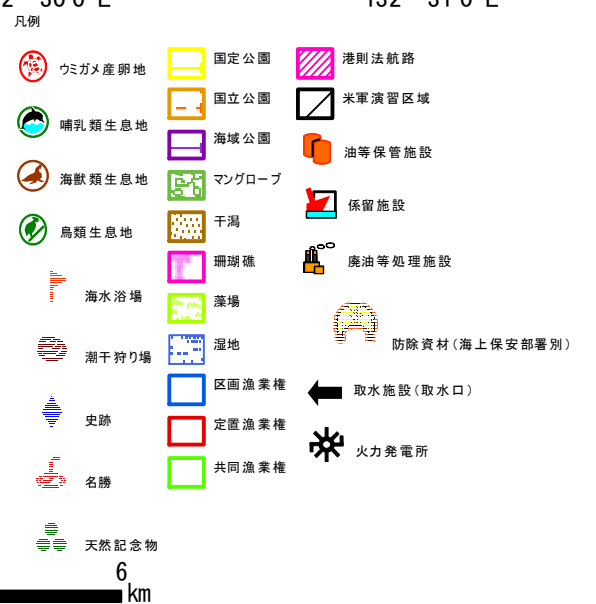 2° 30′0″E
132° 31′0″E
凡例
ウミガメ産卵地
哺乳類生息地
海獣類生息地
鳥類生息地
海水浴場
潮干狩り場
史跡
名勝
天然記念物
国定公園
国立公園
海域公園
マングローブ
干潟
珊瑚礁
藻場
湿地
区画漁業権
定置漁業権
共同漁業権
港則法航路
米軍演習区域
油等保管施設
係留施設
廃油等処理施設
防除資材(海上保安部署別)
取水施設(取水口)
火力発電所
6
km